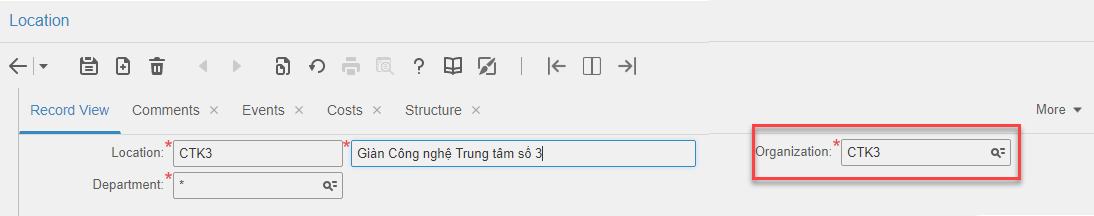 Location
Record View Comments × Events × Costs × Structure × More
Location: * CTK3 * Giàn Công nghệ Trung tâm số 3 Organization: * CTK3
Department: * *